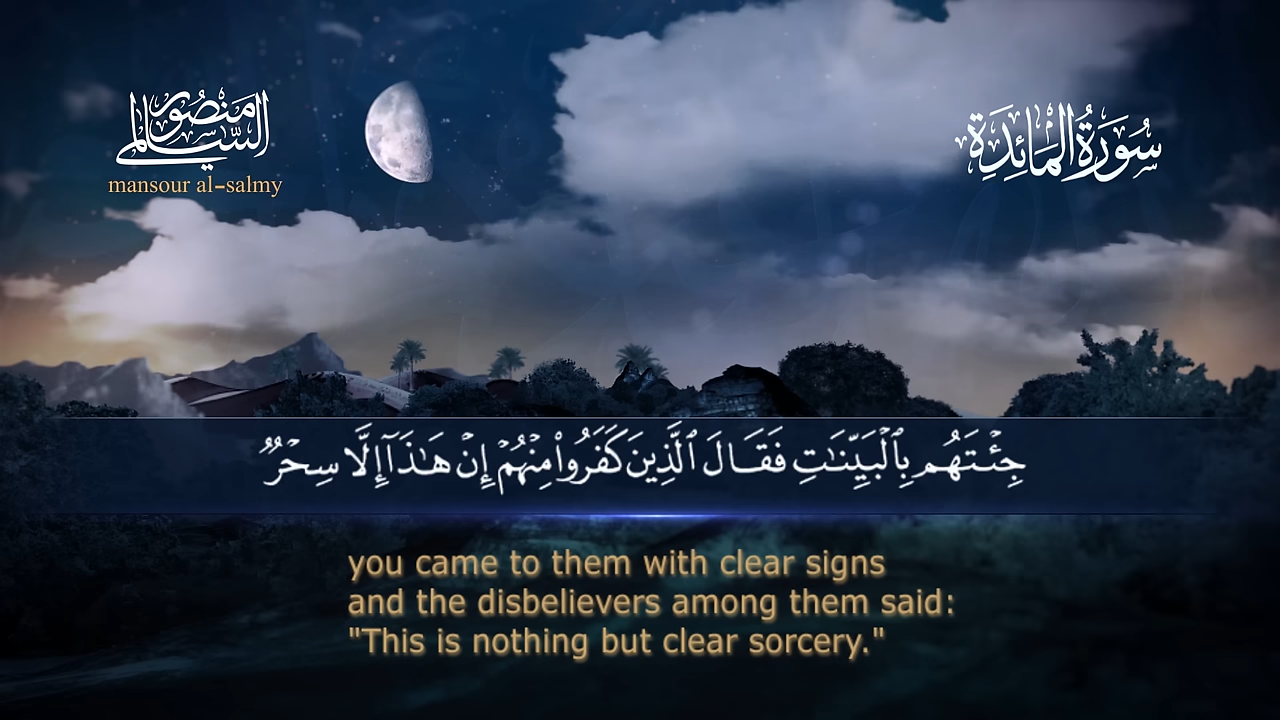 منصور السالمي
mansour al-salmy
سُورَةُ المَائِدَةِ
جِئْتَهُم بِٱلْبَيِّنَٰتِ فَقَالَ ٱلَّذِينَ كَفَرُوا۟ مِنْهُمْ إِنْ هَٰذَآ إِلَّا سِحْرٌ
you came to them with clear signs
and the disbelievers among them said:
"This is nothing but clear sorcery."